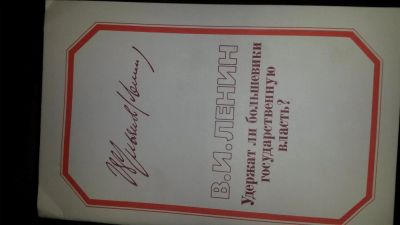 В.И.ЛЕНИН
Удержат ли большевики
государственную
власть?